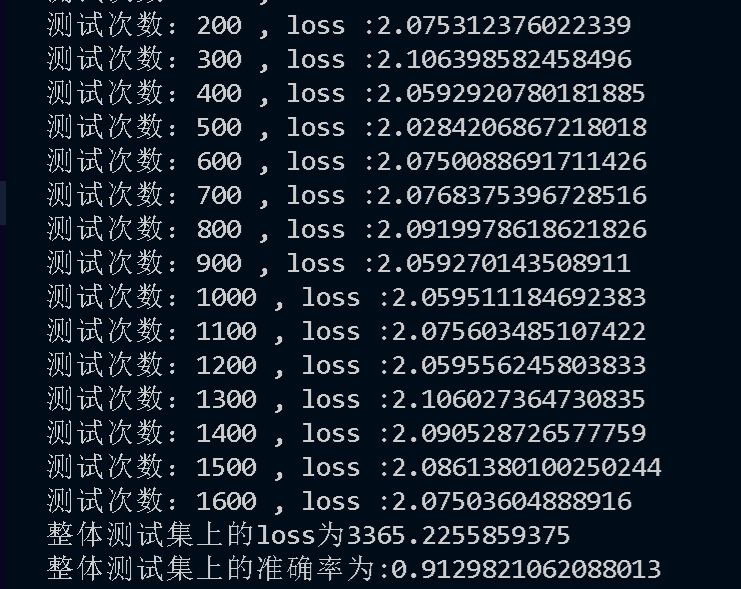 测试次数：200 , loss :2.075312376022339
测试次数：300 , loss :2.106398582458496
测试次数：400 , loss :2.0592920780181885
测试次数：500 , loss :2.0284206867218018
测试次数：600 , loss :2.0750088691711426
测试次数：700 , loss :2.0768375396728516
测试次数：800 , loss :2.0919978618621826
测试次数：900 , loss :2.059270143508911
测试次数：1000 , loss :2.059511184692383
测试次数：1100 , loss :2.075603485107422
测试次数：1200 , loss :2.059556245803833
测试次数：1300 , loss :2.106027364730835
测试次数：1400 , loss :2.090528726577759
测试次数：1500 , loss :2.0861380100250244
测试次数：1600 , loss :2.07503604888916
整体测试集上的loss为3365.2255859375
整体测试集上的准确率为:0.9129821062088013